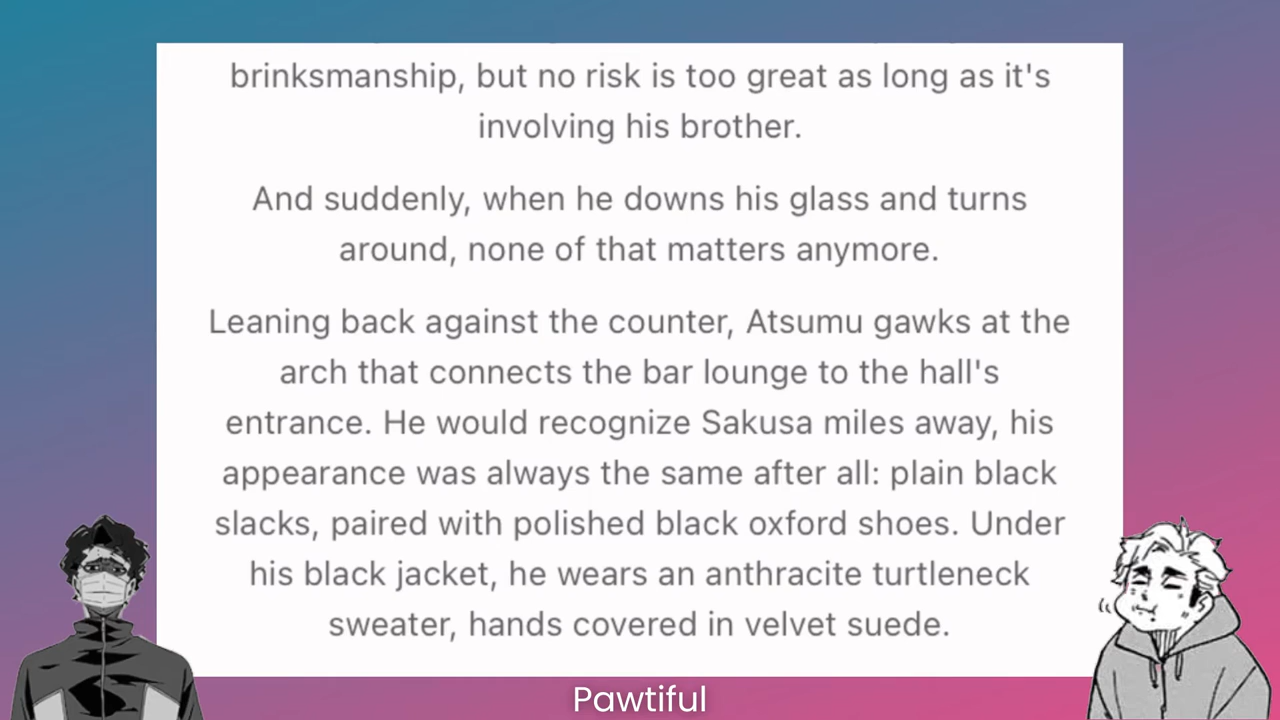 brinksmanship, but no risk is too great as long as it's
involving his brother.
And suddenly, when he downs his glass and turns
around, none of that matters anymore.
Leaning back against the counter, Atsumu gawks at the
arch that connects the bar lounge to the hall's
entrance. He would recognize Sakusa miles away, his
appearance was always the same after all: plain black
slacks, paired with polished black oxford shoes. Under
his black jacket, he wears an anthracite turtleneck
sweater, hands covered in velvet suede.
Pawtiful